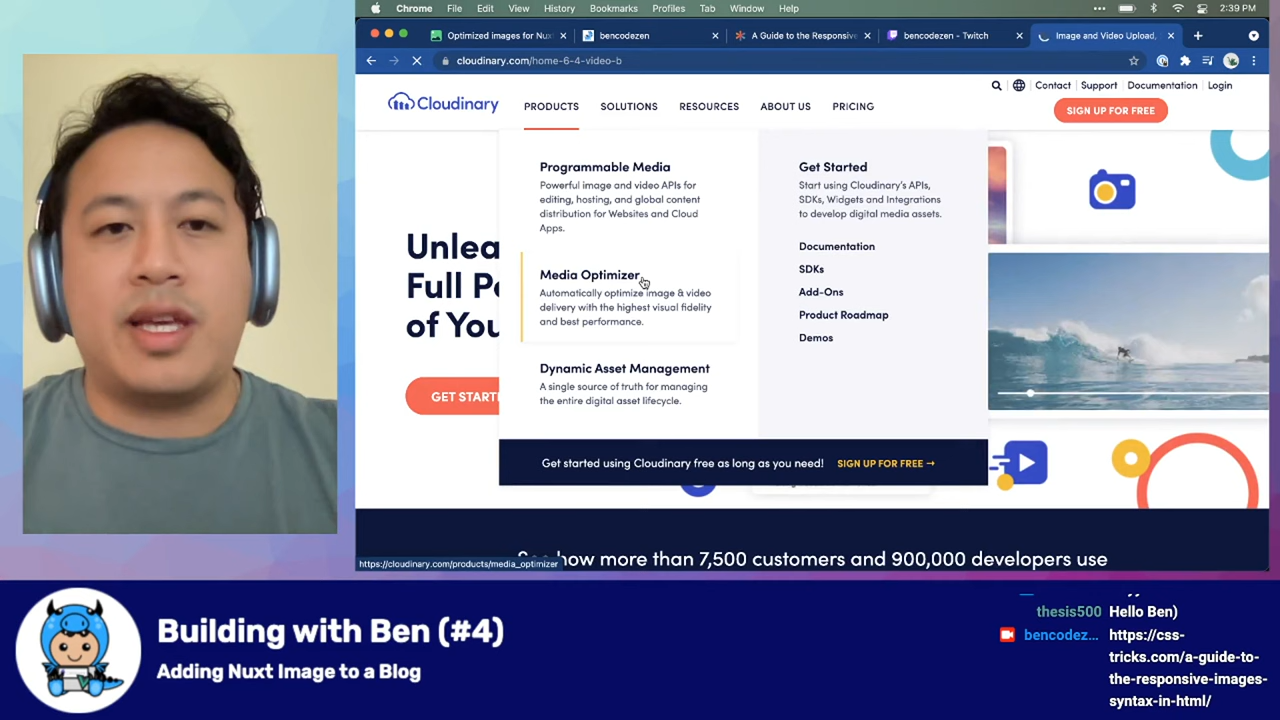 Chrome File Edit View History Bookmarks Profiles Tab Window Help 2:39 PM
Optimized images for Nux
bencodezen
A Guide to the Responsive
bencodezen - Twitch
Image and Video Upload,
cloudinary.com/home-6-4-video-b
Contact Support Documentation Login
Cloudinary
PRODUCTS SOLUTIONS RESOURCES ABOUT US PRICING
SIGN UP FOR FREE
Unlea
Full Po
of You
GET START
Programmable Media
Powerful image and video APIs for
editing, hosting, and global content
distribution for Websites and Cloud
Apps.
Media Optimizer
Automatically optimize image & video
delivery with the highest visual fidelity
and best performance.
Dynamic Asset Management
A single source of truth for managing
the entire digital asset lifecycle.
Get Started
Start using Cloudinary's APIs,
SDKs, Widgets and Integrations
to develop digital media assets.
Documentation
SDKs
Add-Ons
Product Roadmap
Demos
Get started using Cloudinary free as long as you need! SIGN UP FOR FREE →
See how more than 7,500 customers and 900,000 developers use
https://cloudinary.com/products/media_optimizer
Building with Ben (#4)
Adding Nuxt Image to a Blog
thesis500 Hello Ben)
bencodez... https://css-
tricks.com/a-guide-to-
the-responsive-images-
syntax-in-html/